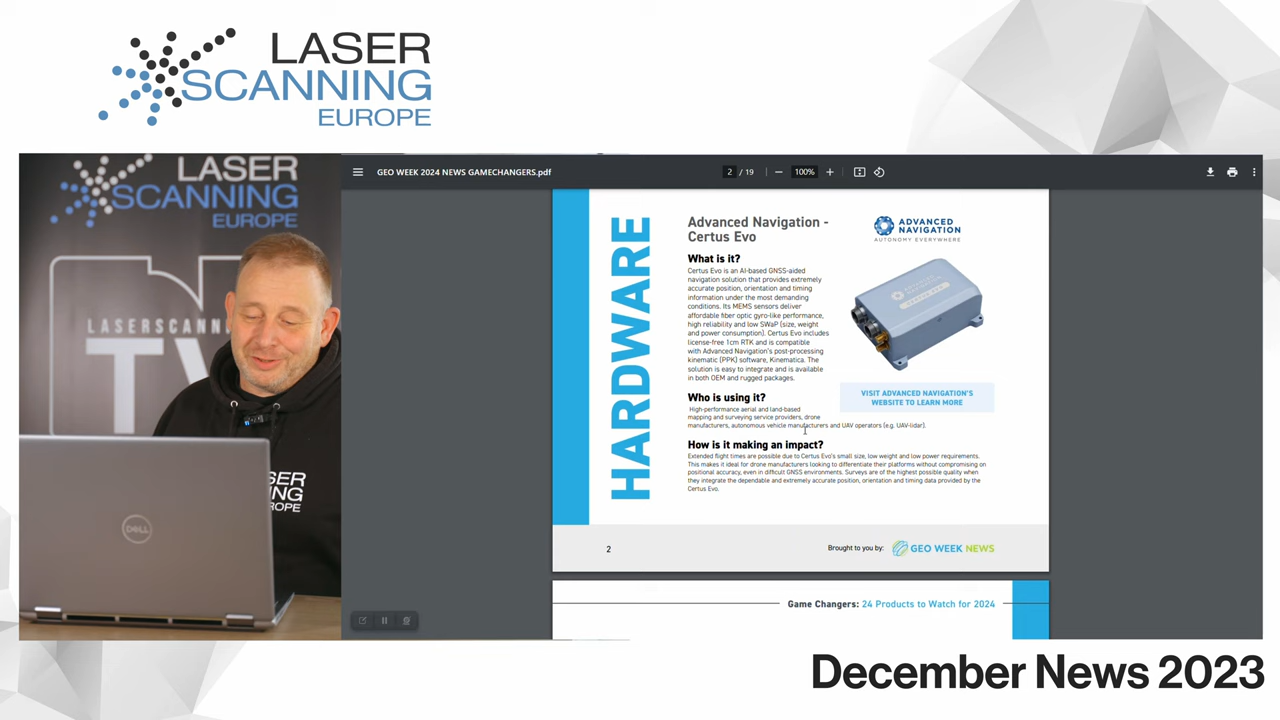 LASER
SCANNING
EUROPE
LASER
SCANNING
EUROPE
LASERSCANN
TV
SER
NING
ROPE
DELL
GEO WEEK 2024 NEWS GAMECHANGERS.pdf
2 / 19
100%
HARDWARE
Advanced Navigation -
Certus Evo
ADVANCED
NAVIGATION
AUTONOMY EVERYWHERE
What is it?
Certus Evo is an AI-based GNSS-aided
navigation solution that provides extremely
accurate position, orientation and timing
information under the most demanding
conditions. Its MEMS sensors deliver
affordable fiber optic gyro-like performance,
high reliability and low SWaP (size, weight
and power consumption). Certus Evo includes
license-free 1cm RTK and is compatible
with Advanced Navigation's post-processing
kinematic (PPK) software, Kinematica. The
solution is easy to integrate and is available
in both OEM and rugged packages.
ADVANCED
NAVIGATION
CERTUS EVO
VISIT ADVANCED NAVIGATION'S
WEBSITE TO LEARN MORE
Who is using it?
High-performance aerial and land-based
mapping and surveying service providers, drone
manufacturers, autonomous vehicle manufacturers and UAV operators (e.g. UAV-lidar).
How is it making an impact?
Extended flight times are possible due to Certus Evo's small size, low weight and low power requirements.
This makes it ideal for drone manufacturers looking to differentiate their platforms without compromising on
positional accuracy, even in difficult GNSS environments. Surveys are of the highest possible quality when
they integrate the dependable and extremely accurate position, orientation and timing data provided by the
Certus Evo.
2
Brought to you by:
GEO WEEK NEWS
Game Changers: 24 Products to Watch for 2024
December News 2023